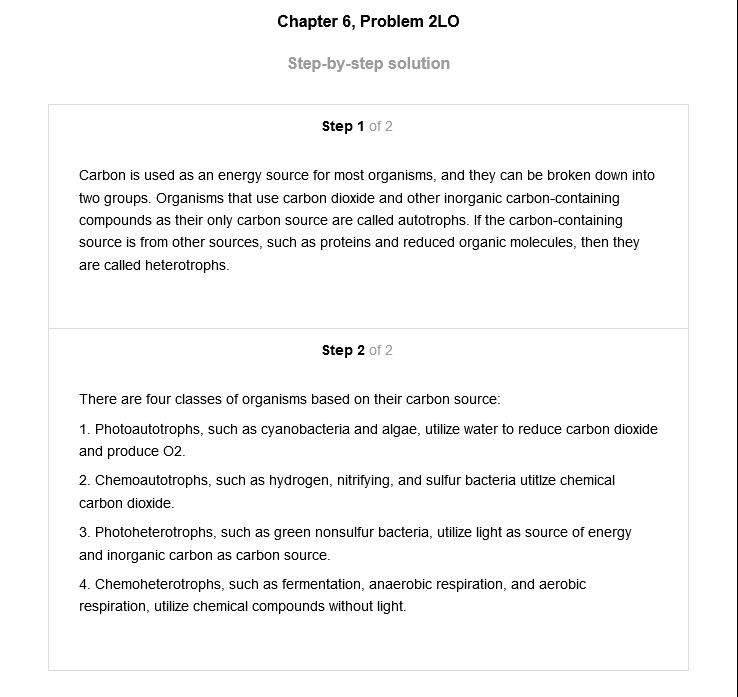 Chapter 6, Problem 2LO
Step-by-step solution
Step 1 of 2
Carbon is used as an energy source for most organisms, and they can be broken down into
two groups. Organisms that use carbon dioxide and other inorganic carbon-containing
compounds as their only carbon source are called autotrophs. If the carbon-containing
source is from other sources, such as proteins and reduced organic molecules, then they
are called heterotrophs.
Step 2 of 2
There are four classes of organisms based on their carbon source:
1. Photoautotrophs, such as cyanobacteria and algae, utilize water to reduce carbon dioxide
and produce O2.
2. Chemoautotrophs, such as hydrogen, nitrifying, and sulfur bacteria utitlze chemical
carbon dioxide.
3. Photoheterotrophs, such as green nonsulfur bacteria, utilize light as source of energy
and inorganic carbon as carbon source.
4. Chemoheterotrophs, such as fermentation, anaerobic respiration, and aerobic
respiration, utilize chemical compounds without light.